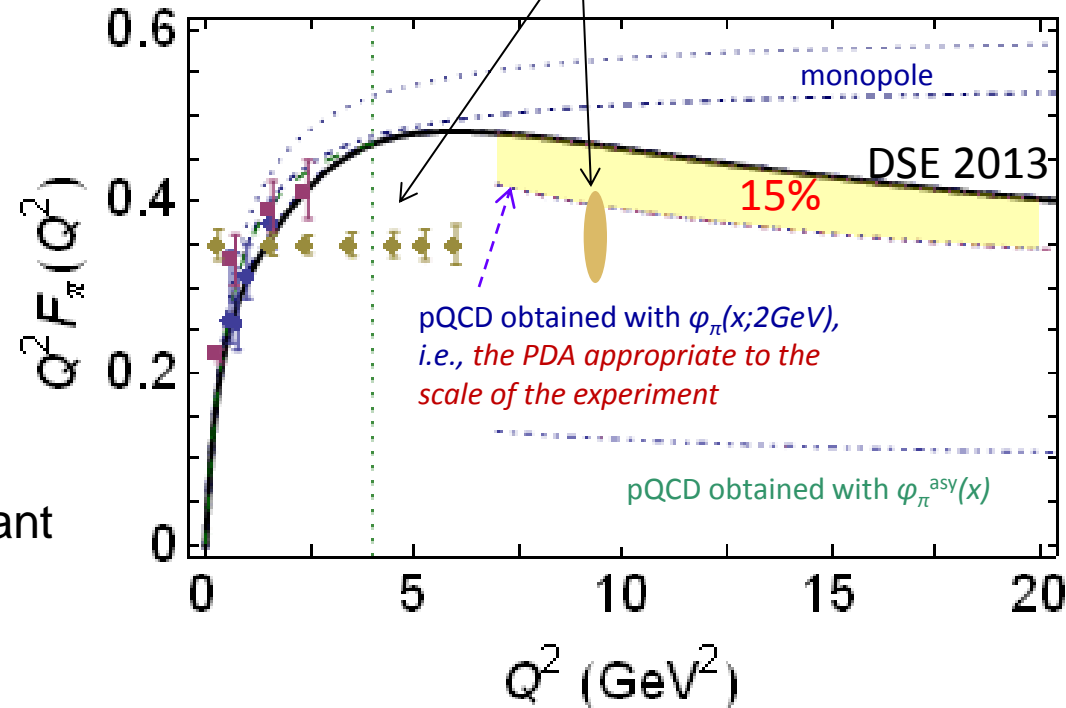 0.6
monopole
DSE 2013
0.4
15%
Q² Fπ(Q²)
pQCD obtained with φπ(x;2GeV),
i.e., the PDA appropriate to the
scale of the experiment
0.2
pQCD obtained with φπᵃˢʸ(x)
ant
0
0 5 10 15 20
Q² (GeV²)